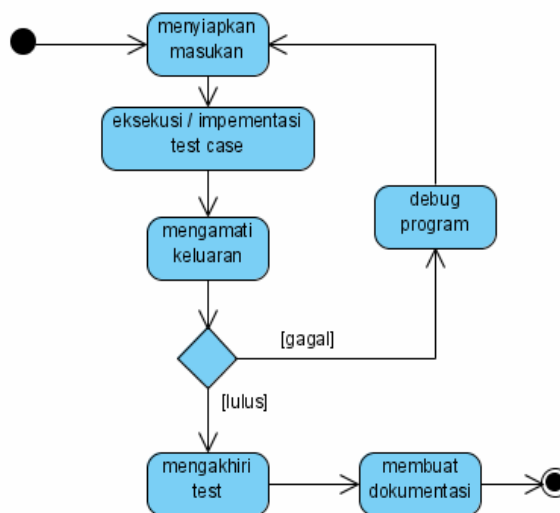 menyiapkan
masukan
eksekusi / impementasi
test case
mengamati
keluaran
debug
program
[gagal]
[lulus]
mengakhiri
test
membuat
dokumentasi